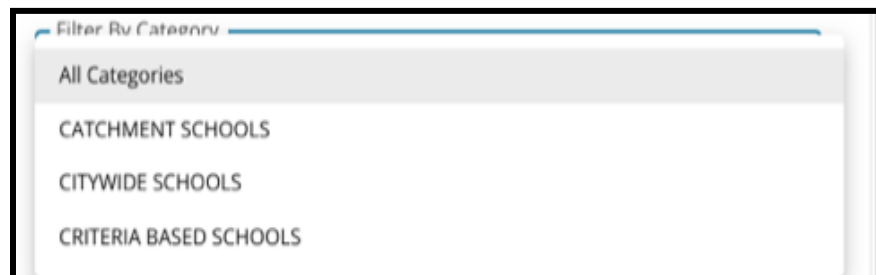 Filter By Category
All Categories
CATCHMENT SCHOOLS
CITYWIDE SCHOOLS
CRITERIA BASED SCHOOLS